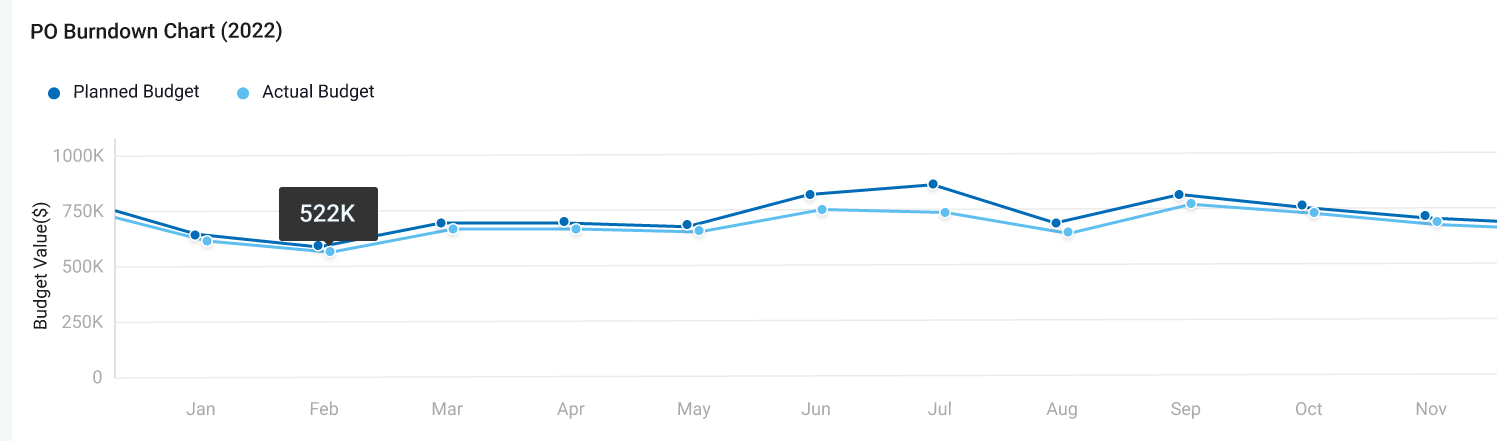 PO Burndown Chart (2022)
Planned Budget
Actual Budget
1000K
750K
500K
250K
0
Budget Value($)
522K
Jan Feb Mar Apr May Jun Jul Aug Sep Oct Nov